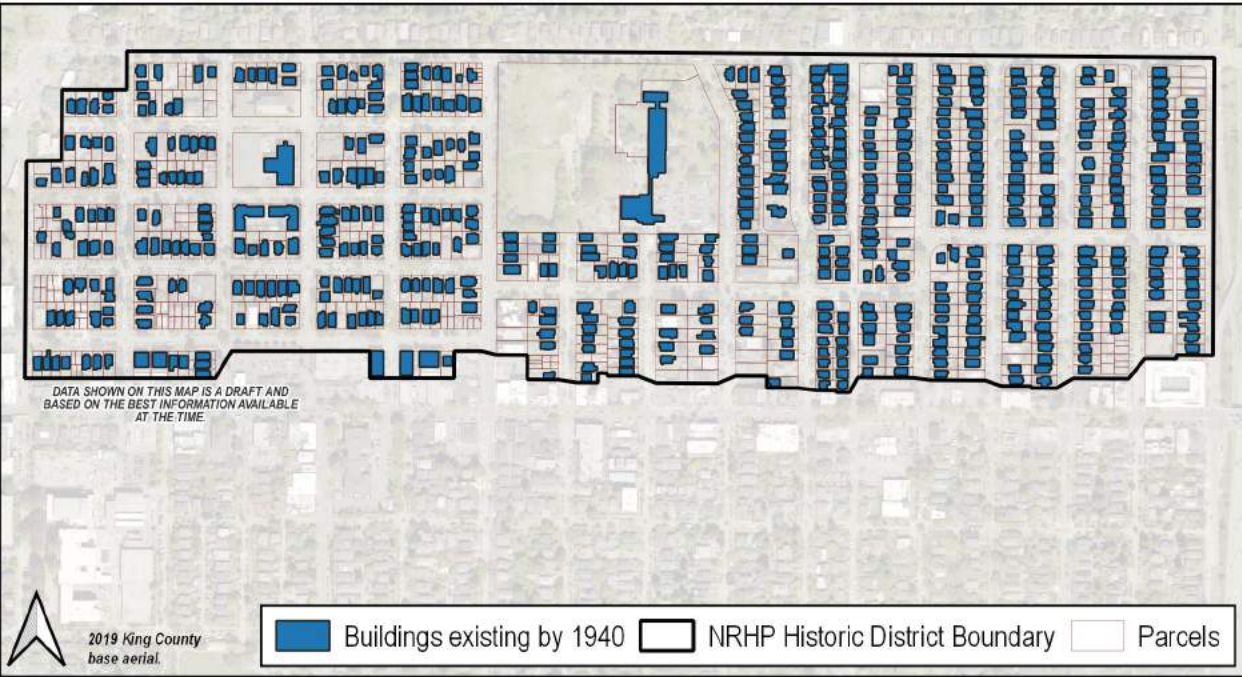 DATA SHOWN ON THIS MAP IS A DRAFT AND
BASED ON THE BEST INFORMATION AVAILABLE
AT THE TIME.
2019 King County
base aerial.
Buildings existing by 1940
NRHP Historic District Boundary
Parcels